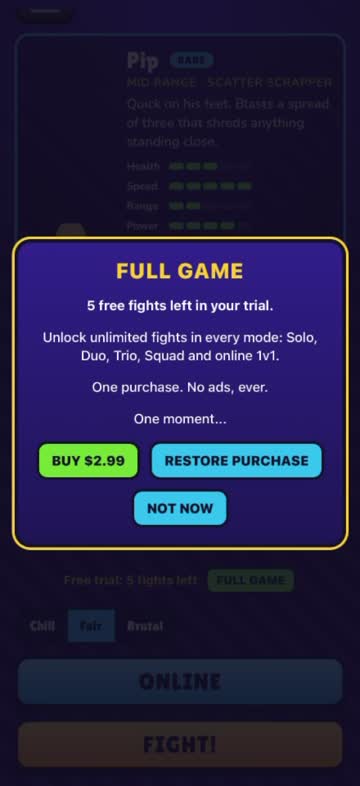 Pip RARE
MID-RANGE · SCATTER SCRAPPER
Quick on his feet. Blasts a spread
of three that shreds anything
standing close.
Health
Speed
Range
Power
FULL GAME
5 free fights left in your trial.
Unlock unlimited fights in every mode: Solo,
Duo, Trio, Squad and online 1v1.
One purchase. No ads, ever.
One moment...
BUY $2.99 RESTORE PURCHASE
NOT NOW
Free trial: 5 fights left FULL GAME
Chill Fair Brutal
ONLINE
FIGHT!